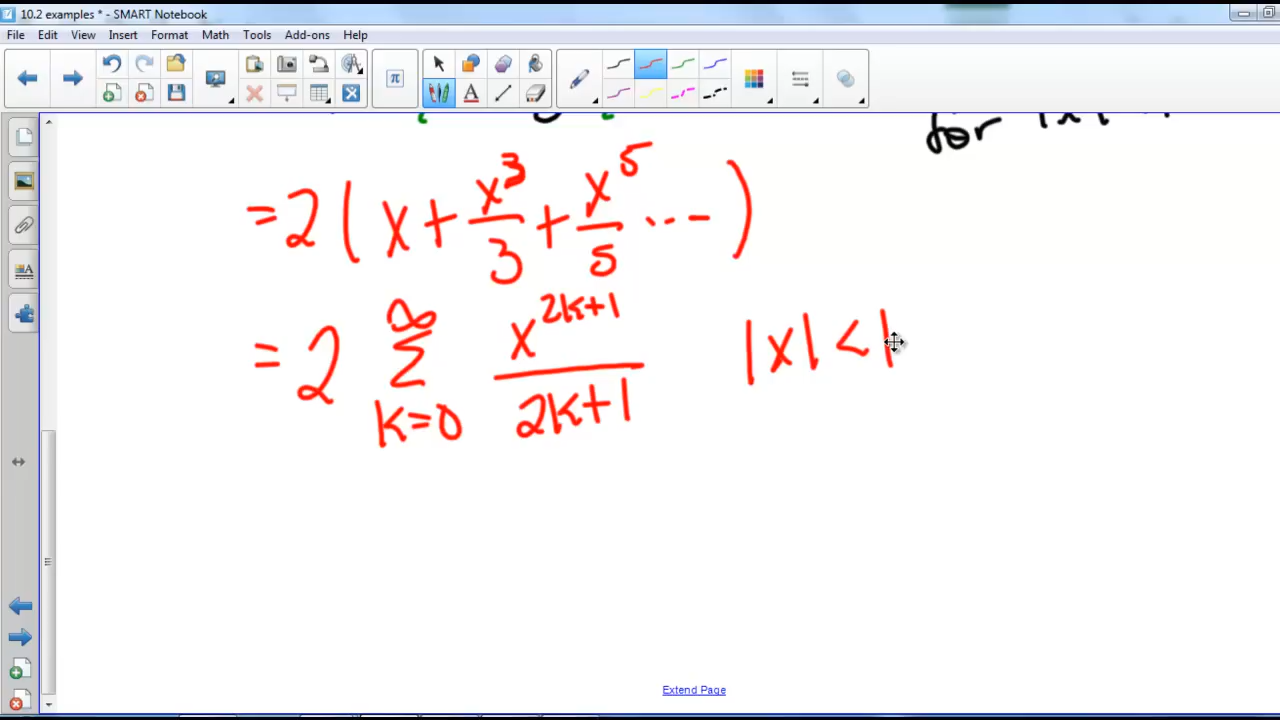 10.2 examples * - SMART Notebook
File Edit View Insert Format Math Tools Add-ons Help
π
for |x|
=2(x+x^3/3+x^5/5...)
=2 ∑_{k=0}^{∞} x^{2k+1}/2k+1 |x|<1
Extend Page